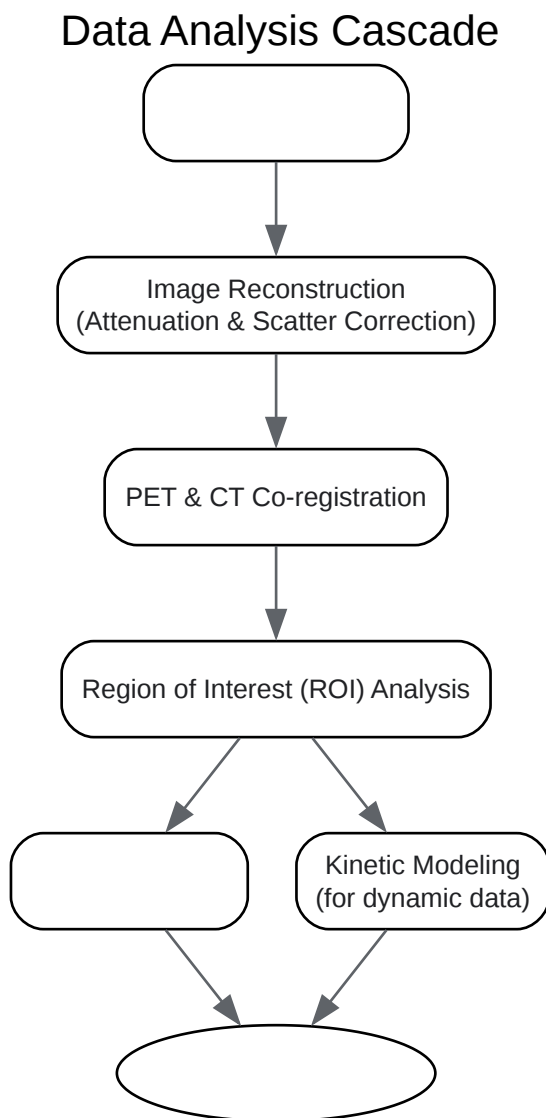 Data Analysis Cascade
Image Reconstruction
(Attenuation & Scatter Correction)
PET & CT Co-registration
Region of Interest (ROI) Analysis
Kinetic Modeling
(for dynamic data)